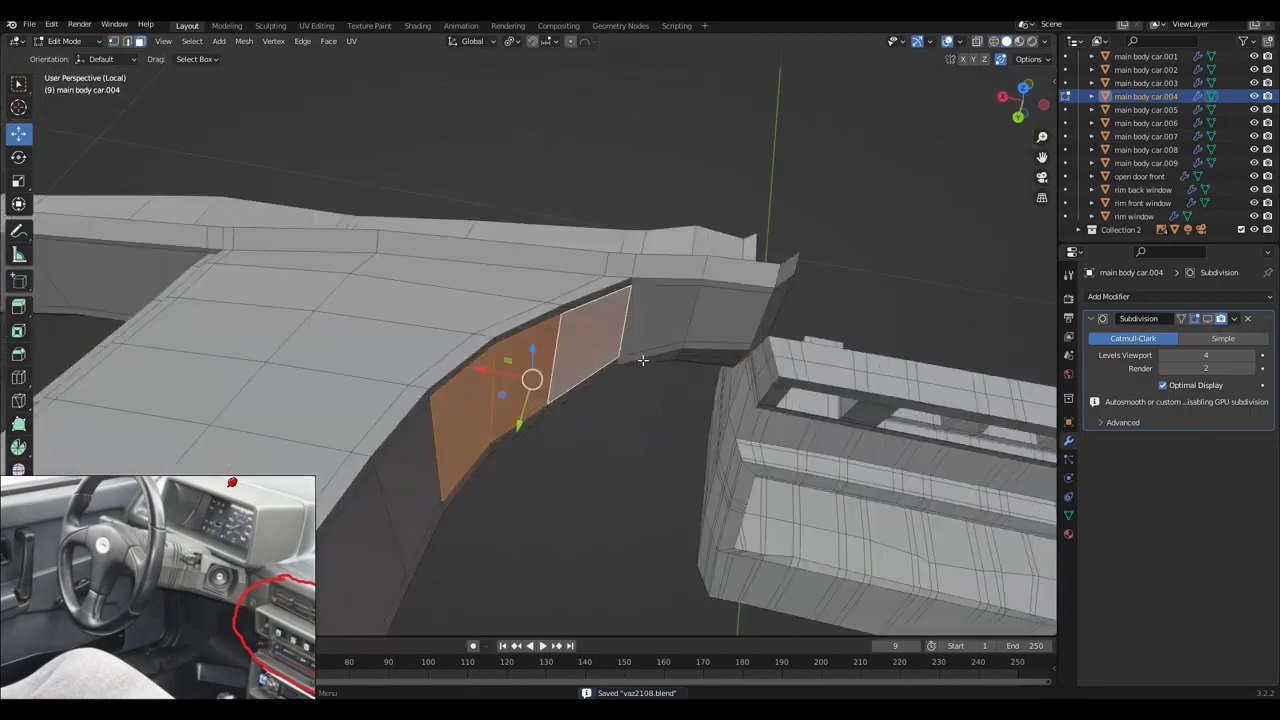 File Edit Render Window Help Layout Modeling Sculpting UV Editing Texture Paint Shading Animation Rendering Compositing Geometry Nodes Scripting + Scene ViewLayer
Edit Mode View Select Add Mesh Vertex Edge Face UV Global
Orientation: Default Drag: Select Box X Y Z Options
User Perspective (Local)
(9) main body car.004
main body car.001
main body car.002
main body car.003
main body car.004
main body car.005
main body car.006
main body car.007
main body car.008
main body car.009
open door front
rim back window
rim front window
rim window
Collection 2
main body car.004 Subdivision
Add Modifier
Subdivision
Catmull-Clark Simple
Levels Viewport 4
Render 2
Optimal Display
Autosmooth or custom ...isabling GPU subdivision
Advanced
9 Start 1 End 250
80 90 100 110 120 130 140 150 160 170 180 190 200 210 220 230 240 250
Menu Saved "vaz2108.blend" 3.2.2